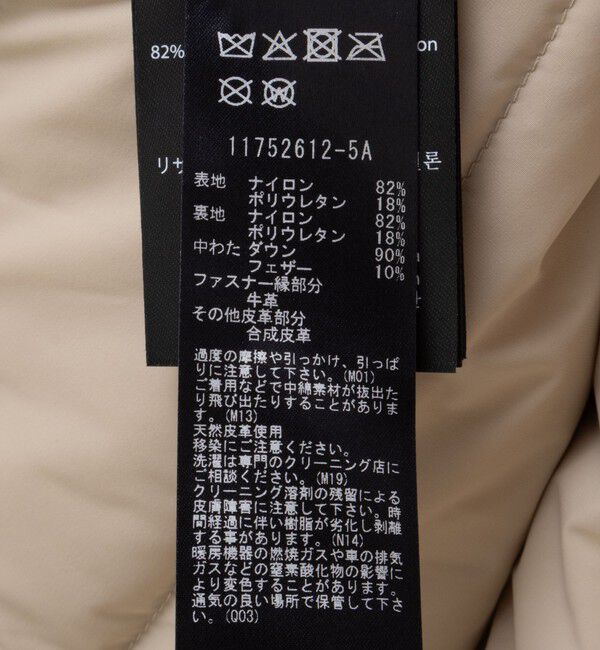 82%
on
リサ
론
11752612-5A
表地 ナイロン 82%
ポリウレタン 18%
裏地 ナイロン 82%
ポリウレタン 18%
中わた ダウン 90%
フェザー 10%
ファスナー縁部分
牛革
その他皮革部分
合成皮革
過度の摩擦や引っかけ、引っぱ
りに注意して下さい。(M01)
ご着用などで中綿素材が抜出た
り飛び出たりすることがありま
す。(M13)
天然皮革使用
移染にご注意ください。
洗濯は専門のクリーニング店に
ご相談ください。(M19)
クリーニング溶剤の残留による
皮膚障害に注意して下さい。時
間経過に伴い樹脂が劣化し剥離
する事があります。(N14)
暖房機器の燃焼ガスや車の排気
ガスなどの窒素酸化物の影響に
より変色することがあります。
通気の良い場所で保管して下さ
い。(Q03)